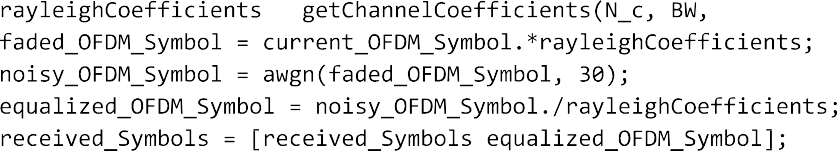 rayleighCoefficients getChannelCoefficients(N_c, BW,
faded_OFDM_Symbol = current_OFDM_Symbol.*rayleighCoefficients;
noisy_OFDM_Symbol = awgn(faded_OFDM_Symbol, 30);
equalized_OFDM_Symbol = noisy_OFDM_Symbol./rayleighCoefficients;
received_Symbols = [received_Symbols equalized_OFDM_Symbol];